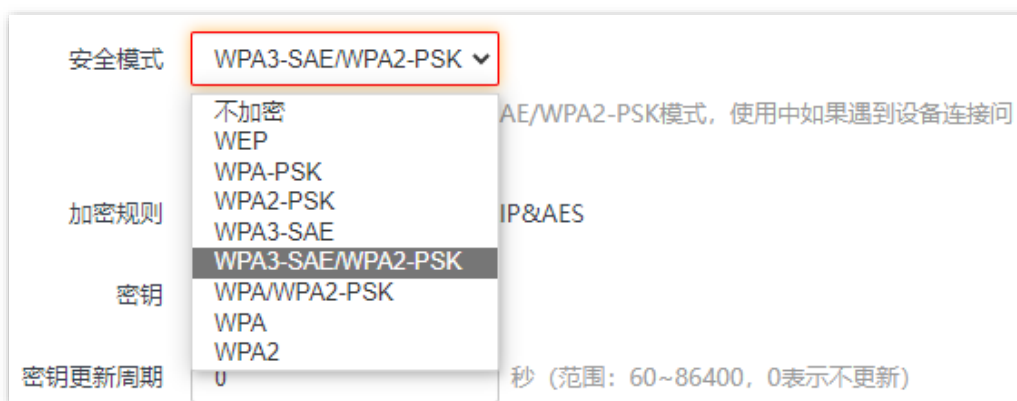 安全模式 WPA3-SAE/WPA2-PSK
不加密
AE/WPA2-PSK模式，使用中如果遇到设备连接问
WEP
WPA-PSK
WPA2-PSK
加密规则 IP&AES
WPA3-SAE
WPA3-SAE/WPA2-PSK
密钥
WPA/WPA2-PSK
WPA
WPA2
密钥更新周期 0 秒 (范围：60~86400，0表示不更新)